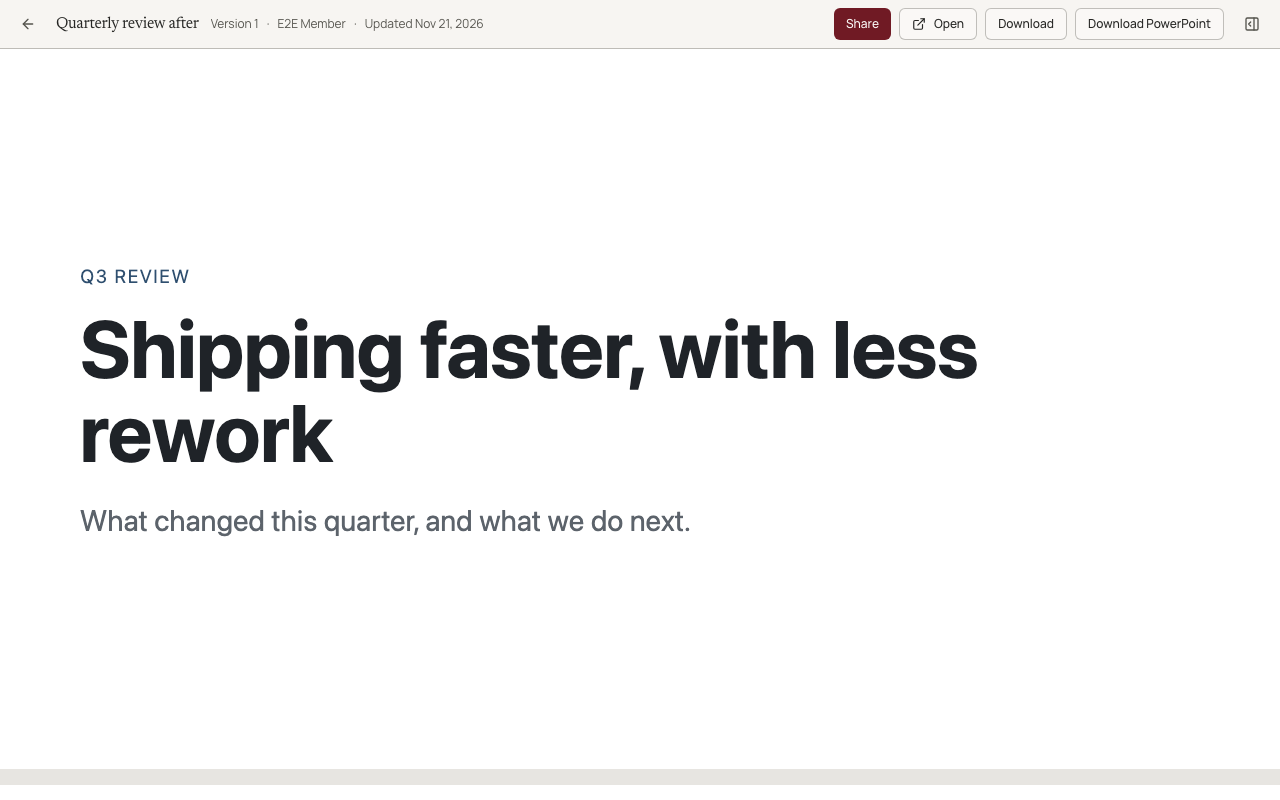 Quarterly review after Version 1 · E2E Member · Updated Nov 21, 2026 Share Open Download Download PowerPoint
Q3 REVIEW
Shipping faster, with less
rework
What changed this quarter, and what we do next.